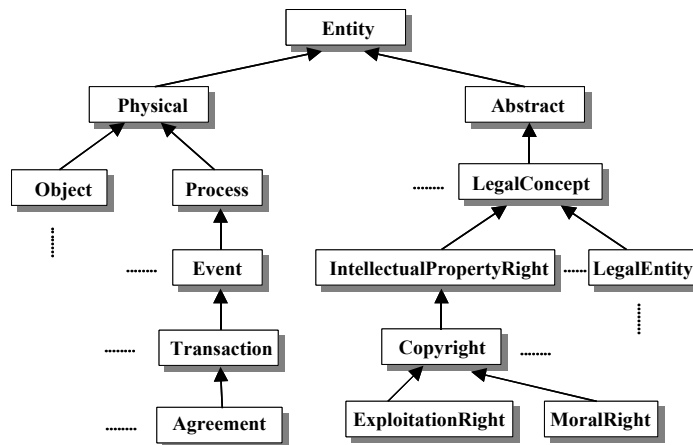 Entity
Physical
Abstract
Object
Process
LegalConcept
Event
IntellectualPropertyRight
LegalEntity
Transaction
Copyright
Agreement
ExploitationRight
MoralRight